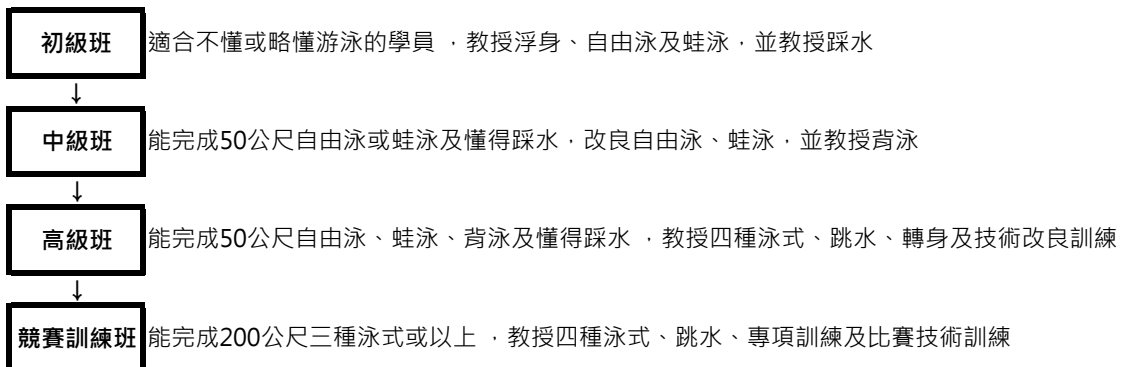 初級班 適合不懂或略懂游泳的學員,教授浮身、自由泳及蛙泳,並教授踩水
↓
中級班 能完成50公尺自由泳或蛙泳及懂得踩水,改良自由泳、蛙泳,並教授背泳
↓
高級班 能完成50公尺自由泳、蛙泳、背泳及懂得踩水 ,教授四種泳式、跳水、轉身及技術改良訓練
↓
競賽訓練班 能完成200公尺三種泳式或以上 ,教授四種泳式、跳水、專項訓練及比賽技術訓練